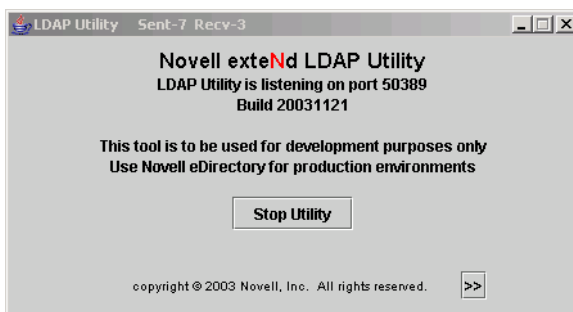 LDAP Utility Sent-7 Recv-3
Novell exteNd LDAP Utility
LDAP Utility is listening on port 50389
Build 20031121
This tool is to be used for development purposes only
Use Novell eDirectory for production environments
Stop Utility
copyright © 2003 Novell, Inc. All rights reserved.
>>